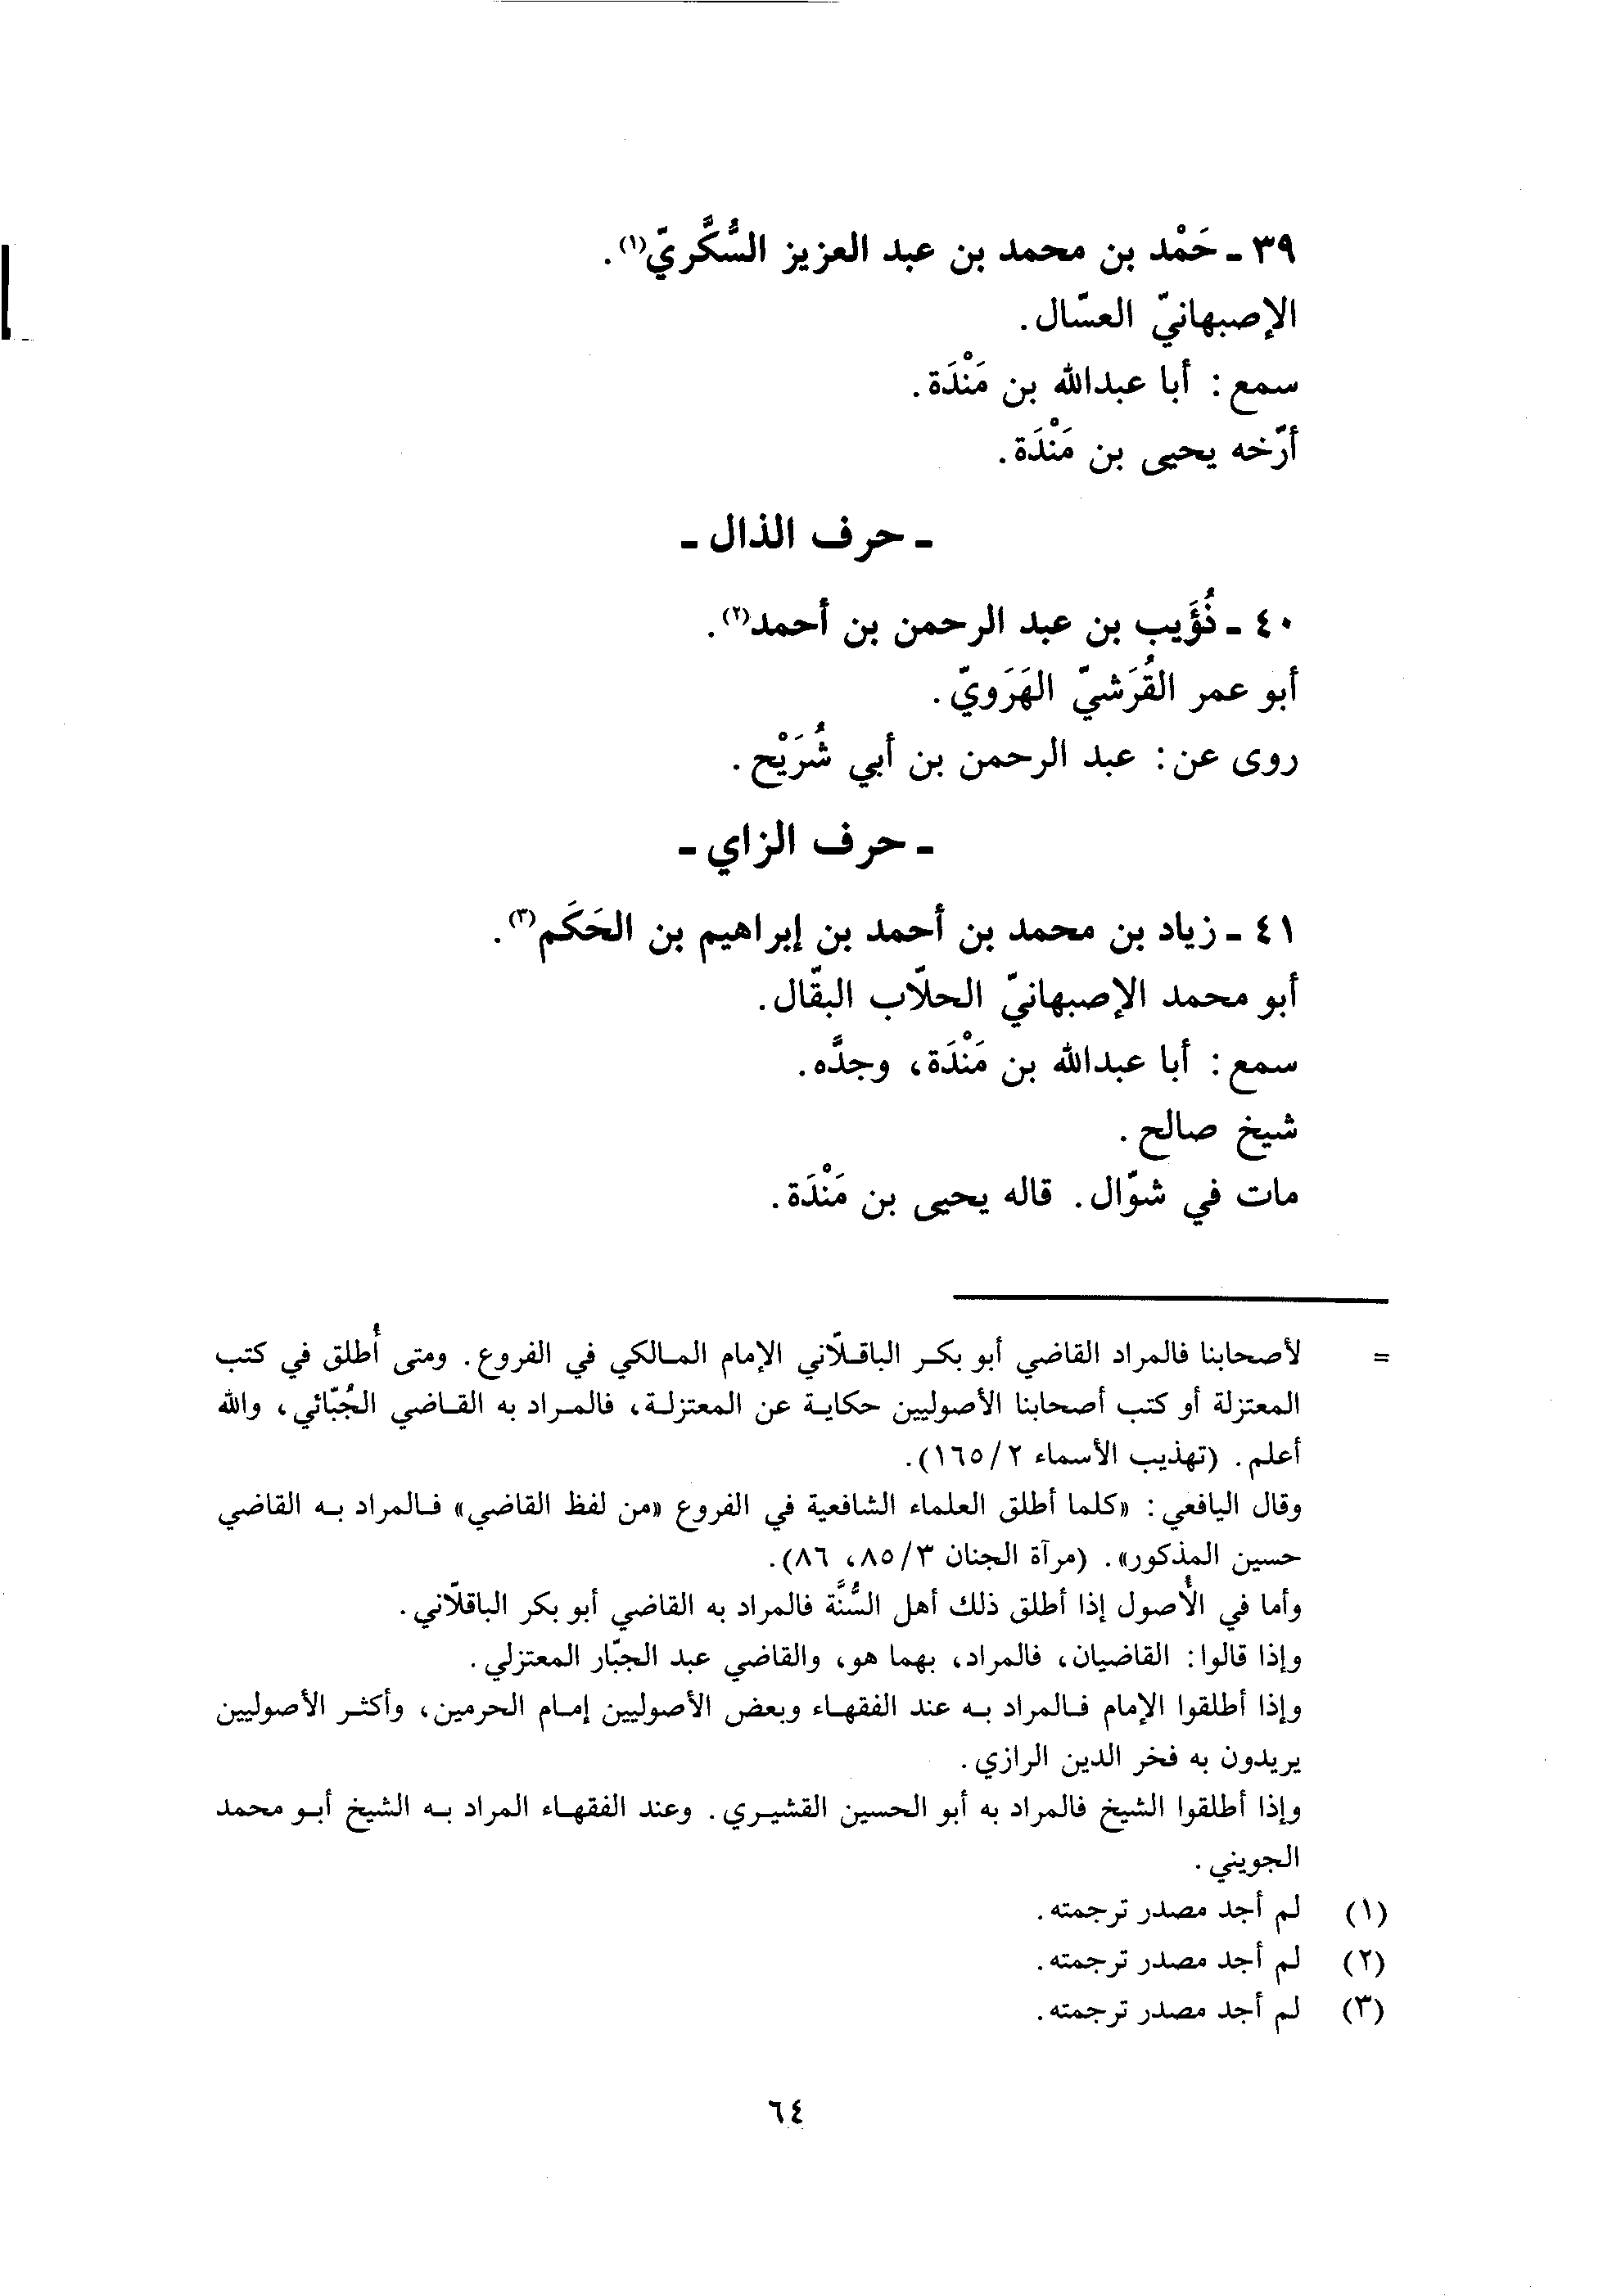 ٣٩ - حَمْد بن محمد بن عبد العزيز السُّكَّريّ(١).
الإصبهانيّ العسّال.
سمع: أبا عبدالله بن مَنْدَة.
أرّخه يحيى بن مَنْدَة.
- حرف الذال -
٤٠ - ذُؤَيب بن عبد الرحمن بن أحمد(٢).
أبو عمر القُرَشيّ الهَرَويّ.
روى عن: عبد الرحمن بن أبي شُرَيْح.
- حرف الزاي -
٤١ - زياد بن محمد بن أحمد بن إبراهيم بن الحَكَم(٣).
أبو محمد الإصبهانيّ الحلّاب البقّال.
سمع: أبا عبدالله بن مَنْدَة، وجدَّه.
شيخ صالح.
مات في شوّال. قاله يحيى بن مَنْدَة.
= لأصحابنا فالمراد القاضي أبو بكر الباقلّاني الإمام المالكي في الفروع. ومتى أُطلق في كتب
المعتزلة أو كتب أصحابنا الأصوليين حكاية عن المعتزلة، فالمراد به القاضي الجُبّائي، والله
أعلم. (تهذيب الأسماء ٢/ ١٦٥).
وقال اليافعي: «كلما أطلق العلماء الشافعية في الفروع «من لفظ القاضي» فالمراد به القاضي
حسين المذكور». (مرآة الجنان ٣/ ٨٥، ٨٦).
وأما في الأُصول إذا أطلق ذلك أهل السُّنَّة فالمراد به القاضي أبو بكر الباقلّاني.
وإذا قالوا: القاضيان، فالمراد، بهما هو، والقاضي عبد الجبّار المعتزلي.
وإذا أطلقوا الإمام فالمراد به عند الفقهاء وبعض الأصوليين إمام الحرمين، وأكثر الأصوليين
يريدون به فخر الدين الرازي.
وإذا أطلقوا الشيخ فالمراد به أبو الحسين القشيري. وعند الفقهاء المراد به الشيخ أبو محمد
الجويني.
(١) لم أجد مصدر ترجمته.
(٢) لم أجد مصدر ترجمته.
(٣) لم أجد مصدر ترجمته.
٦٤